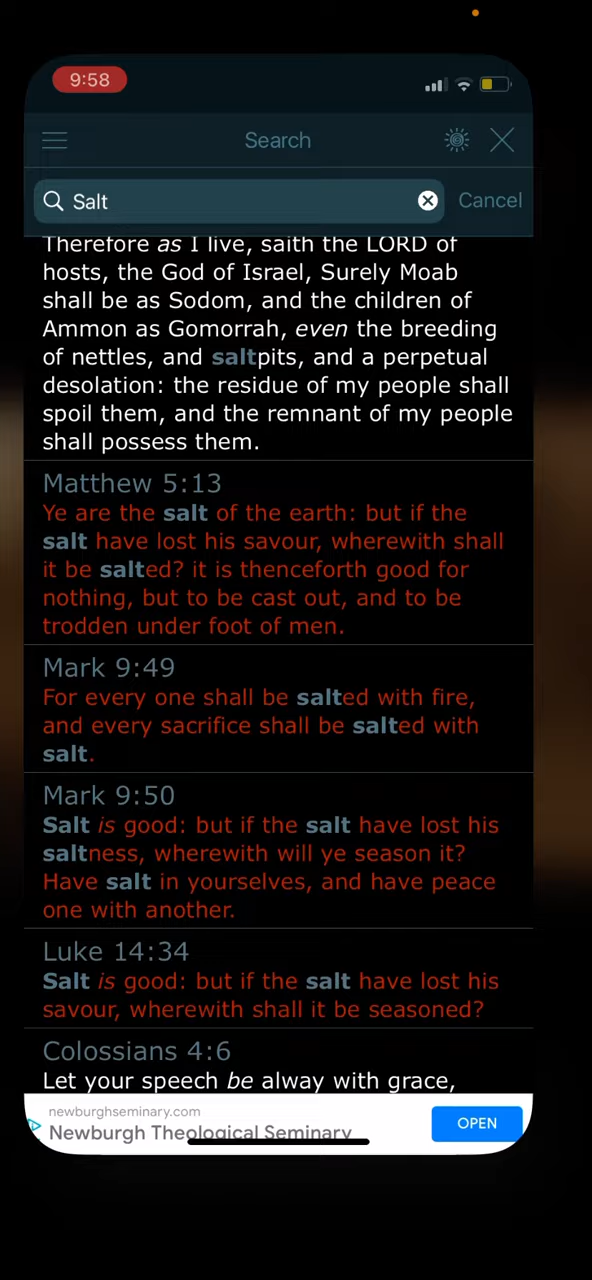 9:58
Search
Salt
Cancel
Therefore as I live, saith the LORD of
hosts, the God of Israel, Surely Moab
shall be as Sodom, and the children of
Ammon as Gomorrah, even the breeding
of nettles, and saltpits, and a perpetual
desolation: the residue of my people shall
spoil them, and the remnant of my people
shall possess them.
Matthew 5:13
Ye are the salt of the earth: but if the
salt have lost his savour, wherewith shall
it be salted? it is thenceforth good for
nothing, but to be cast out, and to be
trodden under foot of men.
Mark 9:49
For every one shall be salted with fire,
and every sacrifice shall be salted with
salt.
Mark 9:50
Salt is good: but if the salt have lost his
saltness, wherewith will ye season it?
Have salt in yourselves, and have peace
one with another.
Luke 14:34
Salt is good: but if the salt have lost his
savour, wherewith shall it be seasoned?
Colossians 4:6
Let your speech be alway with grace,
newburghseminary.com
Newburgh Theological Seminary
OPEN